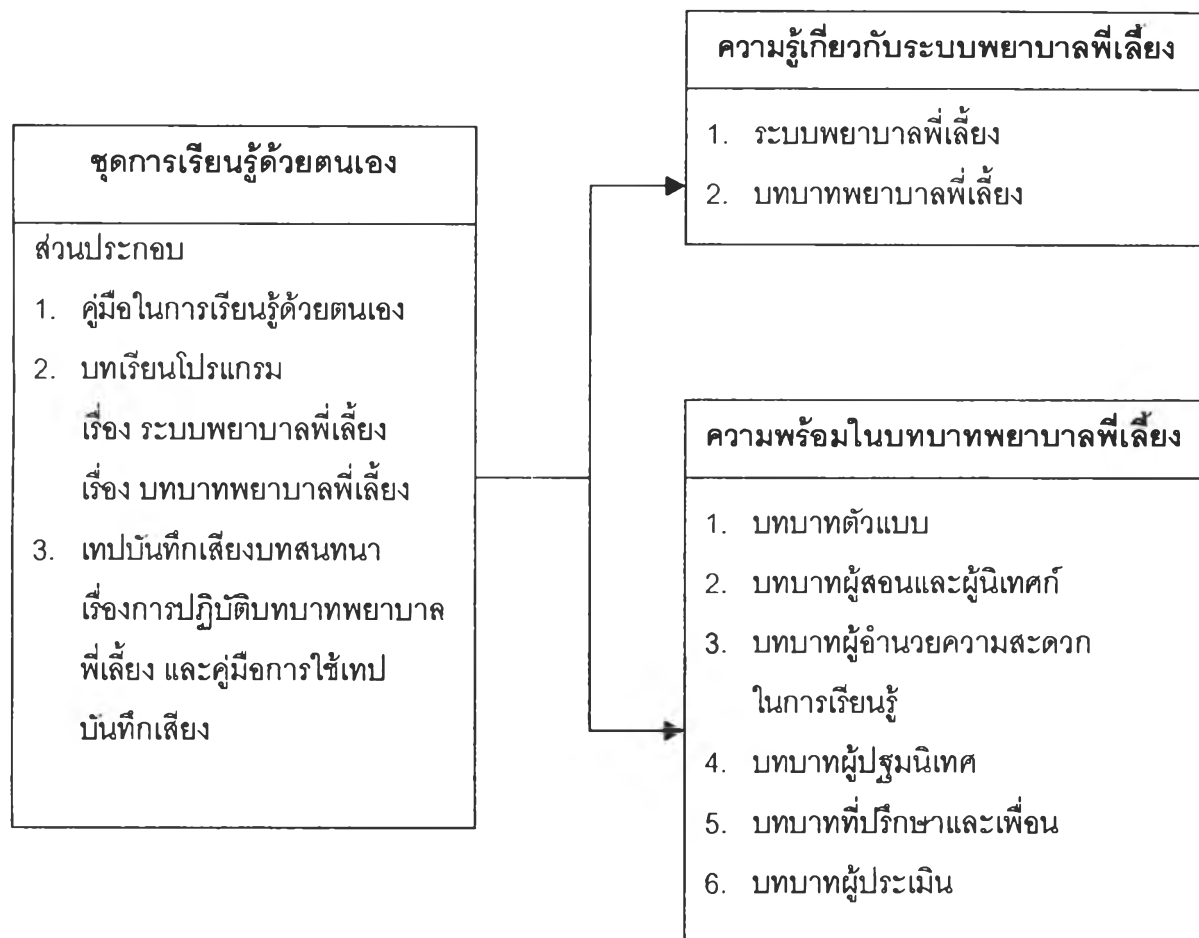 ชุดการเรียนรู้ด้วยตนเอง
ส่วนประกอบ
1. คู่มือในการเรียนรู้ด้วยตนเอง
2. บทเรียนโปรแกรม
เรื่อง ระบบพยาบาลพี่เลี้ยง
เรื่อง บทบาทพยาบาลพี่เลี้ยง
3. เทปบันทึกเสียงบทสนทนา
เรื่องการปฏิบัติบทบาทพยาบาล
พี่เลี้ยง และคู่มือการใช้เทป
บันทึกเสียง
ความรู้เกี่ยวกับระบบพยาบาลพี่เลี้ยง
1. ระบบพยาบาลพี่เลี้ยง
2. บทบาทพยาบาลพี่เลี้ยง
ความพร้อมในบทบาทพยาบาลพี่เลี้ยง
1. บทบาทตัวแบบ
2. บทบาทผู้สอนและผู้นิเทศก์
3. บทบาทผู้อำนวยความสะดวก
ในการเรียนรู้
4. บทบาทผู้ปฐมนิเทศ
5. บทบาทที่ปรึกษาและเพื่อน
6. บทบาทผู้ประเมิน